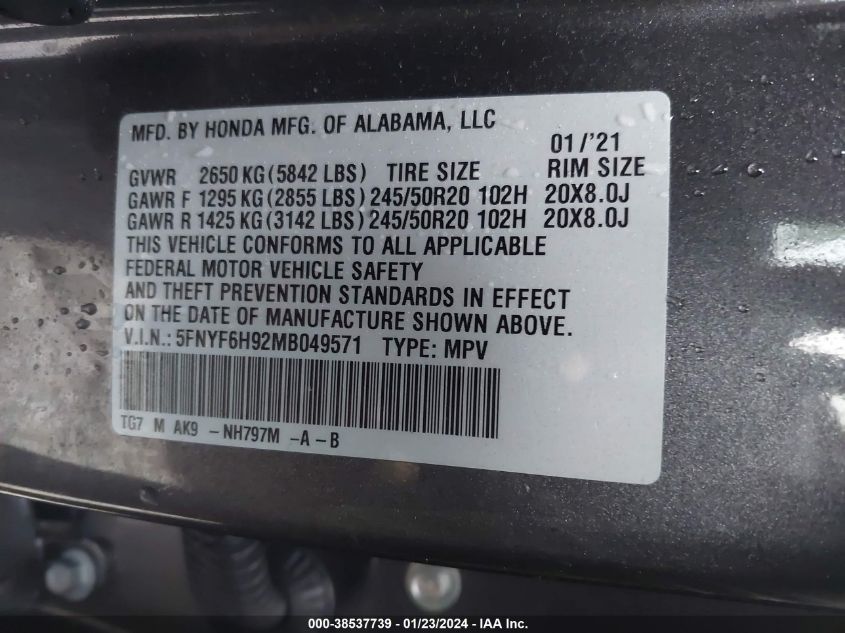 MFD. BY HONDA MFG. OF ALABAMA, LLC
01/'21
GVWR 2650 KG (5842 LBS) TIRE SIZE RIM SIZE
GAWR F 1295 KG (2855 LBS) 245/50R20 102H 20X8.0J
GAWR R 1425 KG (3142 LBS) 245/50R20 102H 20X8.0J
THIS VEHICLE CONFORMS TO ALL APPLICABLE
FEDERAL MOTOR VEHICLE SAFETY
AND THEFT PREVENTION STANDARDS IN EFFECT
ON THE DATE OF MANUFACTURE SHOWN ABOVE.
V.I.N.: 5FNYF6H92MB049571 TYPE: MPV
TG7 M AK9 - NH797M -A-B
000-38537739 - 01/23/2024 - IAA Inc.